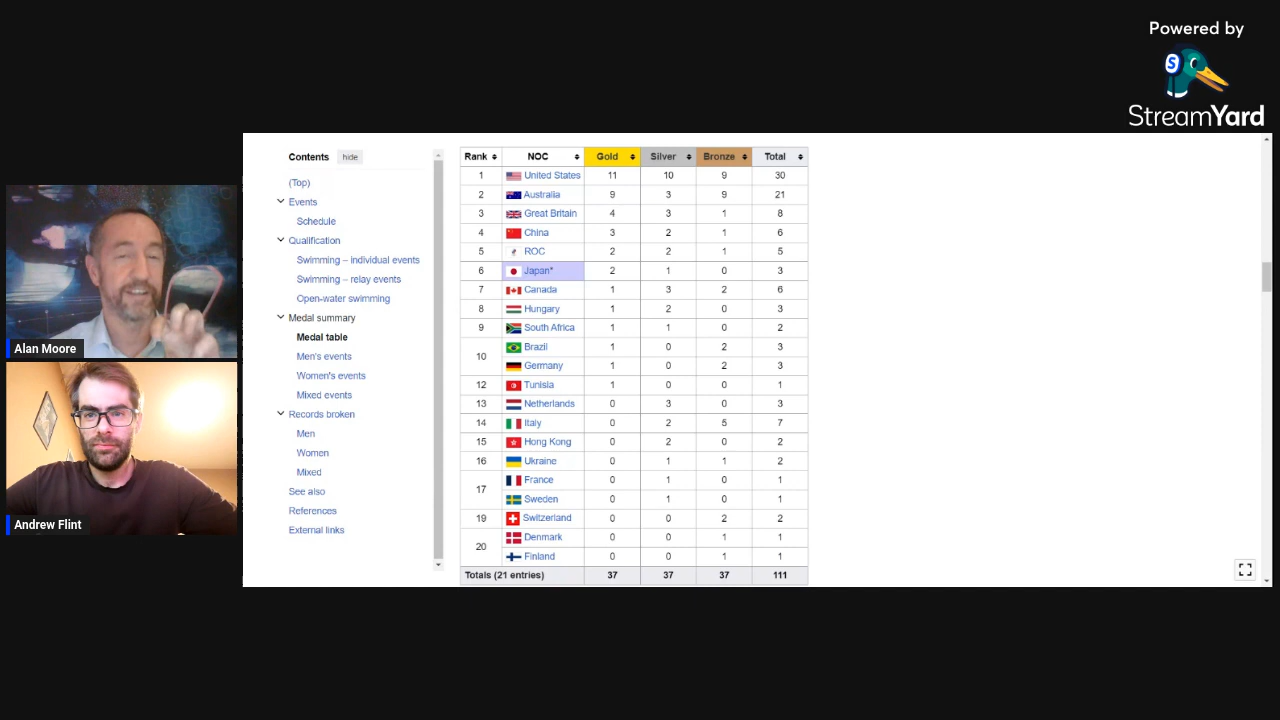 Powered by
StreamYard
Contents hide
(Top)
Events
Schedule
Qualification
Swimming – individual events
Swimming – relay events
Open-water swimming
Medal summary
Medal table
Men's events
Women's events
Mixed events
Records broken
Men
Women
Mixed
See also
References
External links
Rank NOC Gold Silver Bronze Total
1 United States 11 10 9 30
2 Australia 9 3 9 21
3 Great Britain 4 3 1 8
4 China 3 2 1 6
5 ROC 2 2 1 5
6 Japan* 2 1 0 3
7 Canada 1 3 2 6
8 Hungary 1 2 0 3
9 South Africa 1 1 0 2
10 Brazil 1 0 2 3
Germany 1 0 2 3
12 Tunisia 1 0 0 1
13 Netherlands 0 3 0 3
14 Italy 0 2 5 7
15 Hong Kong 0 2 0 2
16 Ukraine 0 1 1 2
17 France 0 1 0 1
Sweden 0 1 0 1
19 Switzerland 0 0 2 2
20 Denmark 0 0 1 1
Finland 0 0 1 1
Totals (21 entries) 37 37 37 111
Alan Moore
Andrew Flint